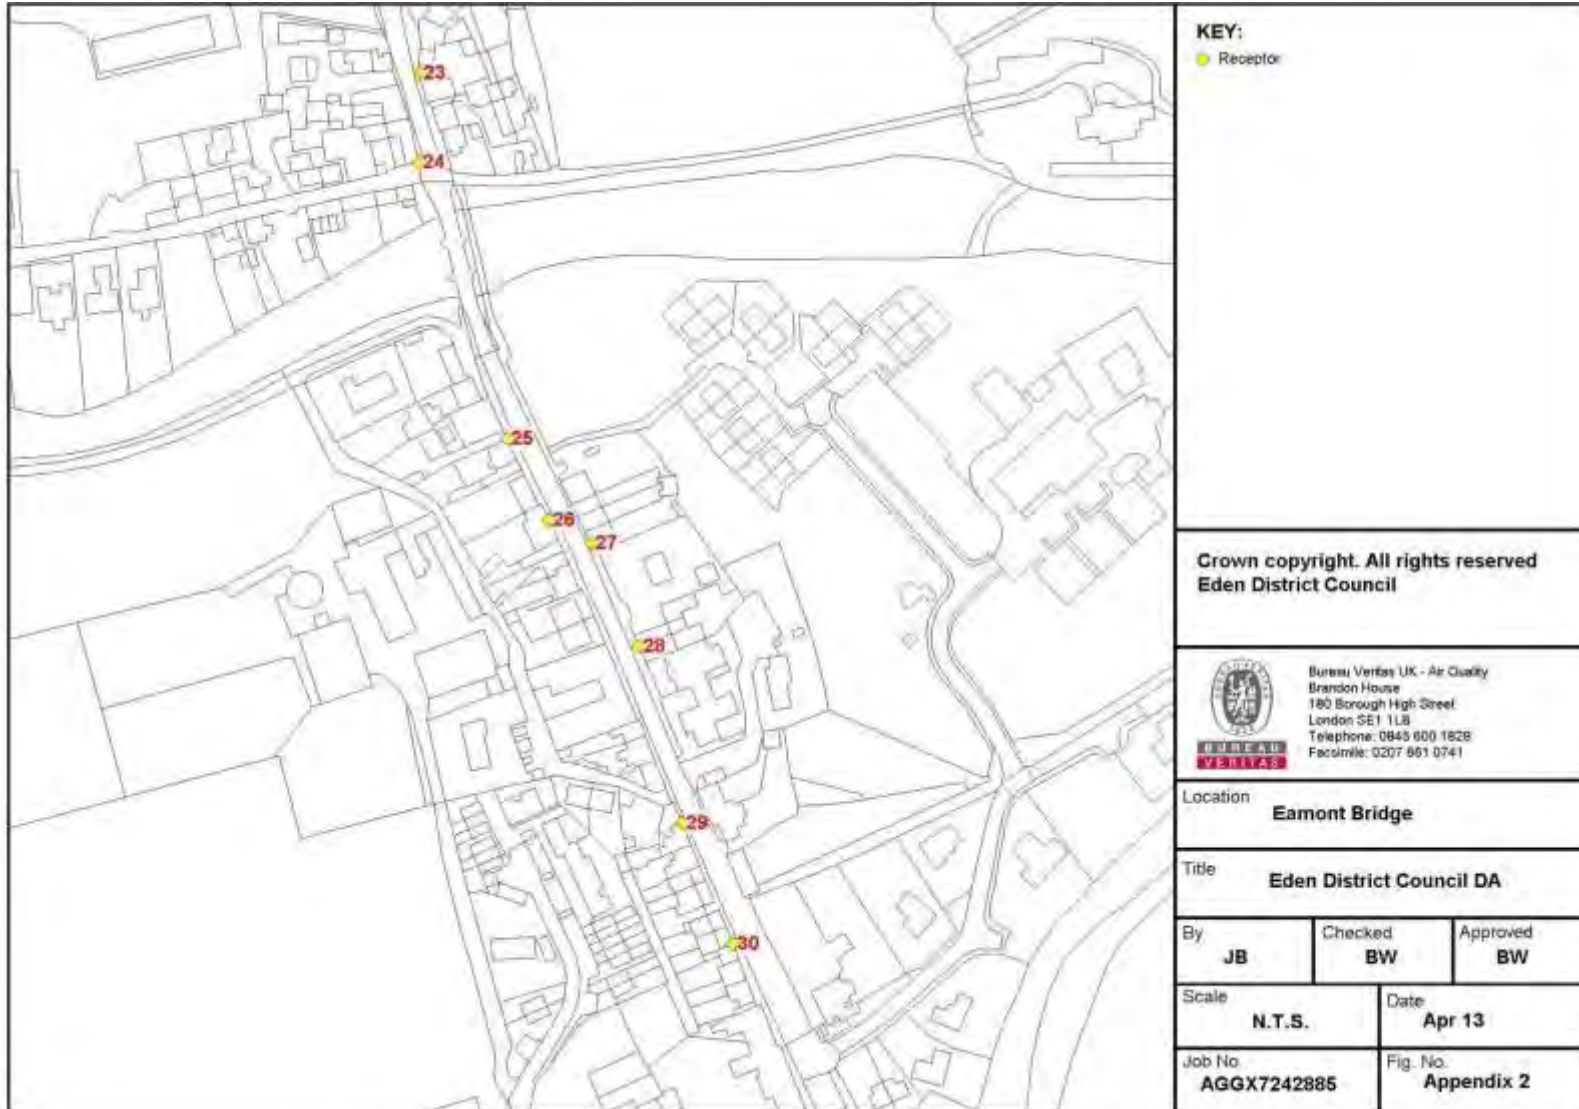 23
24
25
26
27
28
29
30
KEY:
Receptor
Crown copyright. All rights reserved
Eden District Council
BUREAU
VERITAS
Bureau Veritas UK - Air Quality
Brandon House
180 Borough High Street
London SE1 1LB
Telephone: 0845 600 1828
Facsimile: 0207 661 0741
Location
Eamont Bridge
Title
Eden District Council DA
By
JB
Checked
BW
Approved
BW
Scale
N.T.S.
Date
Apr 13
Job No
AGGX7242885
Fig. No.
Appendix 2